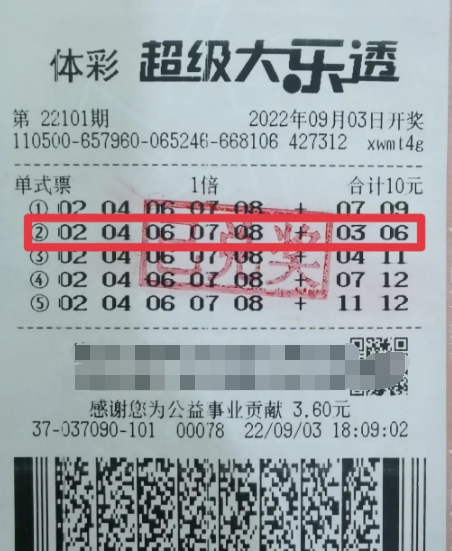 体彩 超级大乐透
第 22101期 2022年09月03日开奖
110500-657960-065246-668106 427312 xwmt4g
单式票 1倍 合计10元
① 02 04 06 07 08 + 07 09
② 02 04 06 07 08 + 03 06
③ 02 04 06 07 08 + 04 11
④ 02 04 06 07 08 + 07 12
⑤ 02 04 06 07 08 + 11 12
已兑奖
感谢您为公益事业贡献 3.60元
37-037090-101 00078 22/09/03 18:09:02